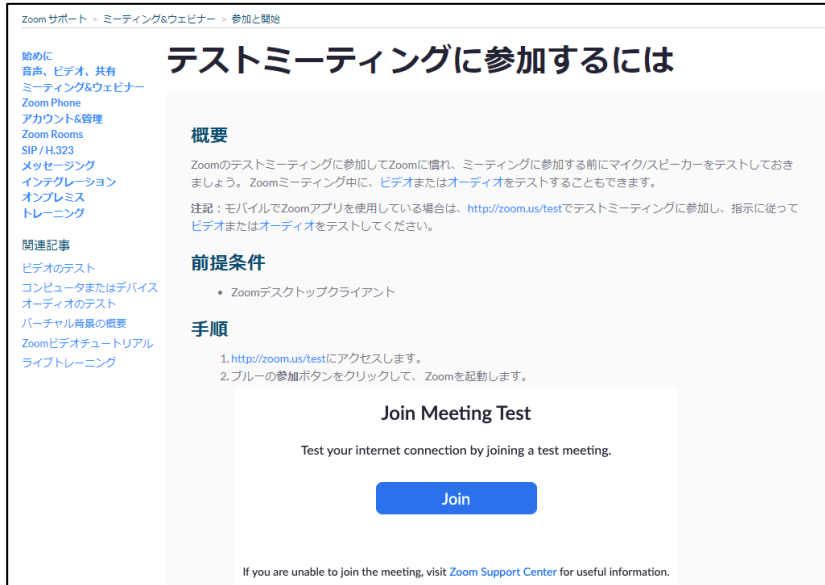 Zoom サポート > ミーティング&ウェビナー > 参加と開始
始めに
音声、ビデオ、共有
ミーティング&ウェビナー
Zoom Phone
アカウント&管理
Zoom Rooms
SIP / H.323
メッセージング
インテグレーション
オンプレミス
トレーニング
関連記事
ビデオのテスト
コンピュータまたはデバイス
オーディオのテスト
バーチャル背景の概要
Zoomビデオチュートリアル
ライブトレーニング
テストミーティングに参加するには
概要
Zoomのテストミーティングに参加してZoomに慣れ、ミーティングに参加する前にマイク/スピーカーをテストしておき
ましょう。 Zoomミーティング中に、ビデオまたはオーディオをテストすることもできます。
注記：モバイルでZoomアプリを使用している場合は、http://zoom.us/testでテストミーティングに参加し、指示に従って
ビデオまたはオーディオをテストしてください。
前提条件
• Zoomデスクトップクライアント
手順
1. http://zoom.us/testにアクセスします。
2. ブルーの参加ボタンをクリックして、 Zoomを起動します。
Join Meeting Test
Test your internet connection by joining a test meeting.
Join
If you are unable to join the meeting, visit Zoom Support Center for useful information.